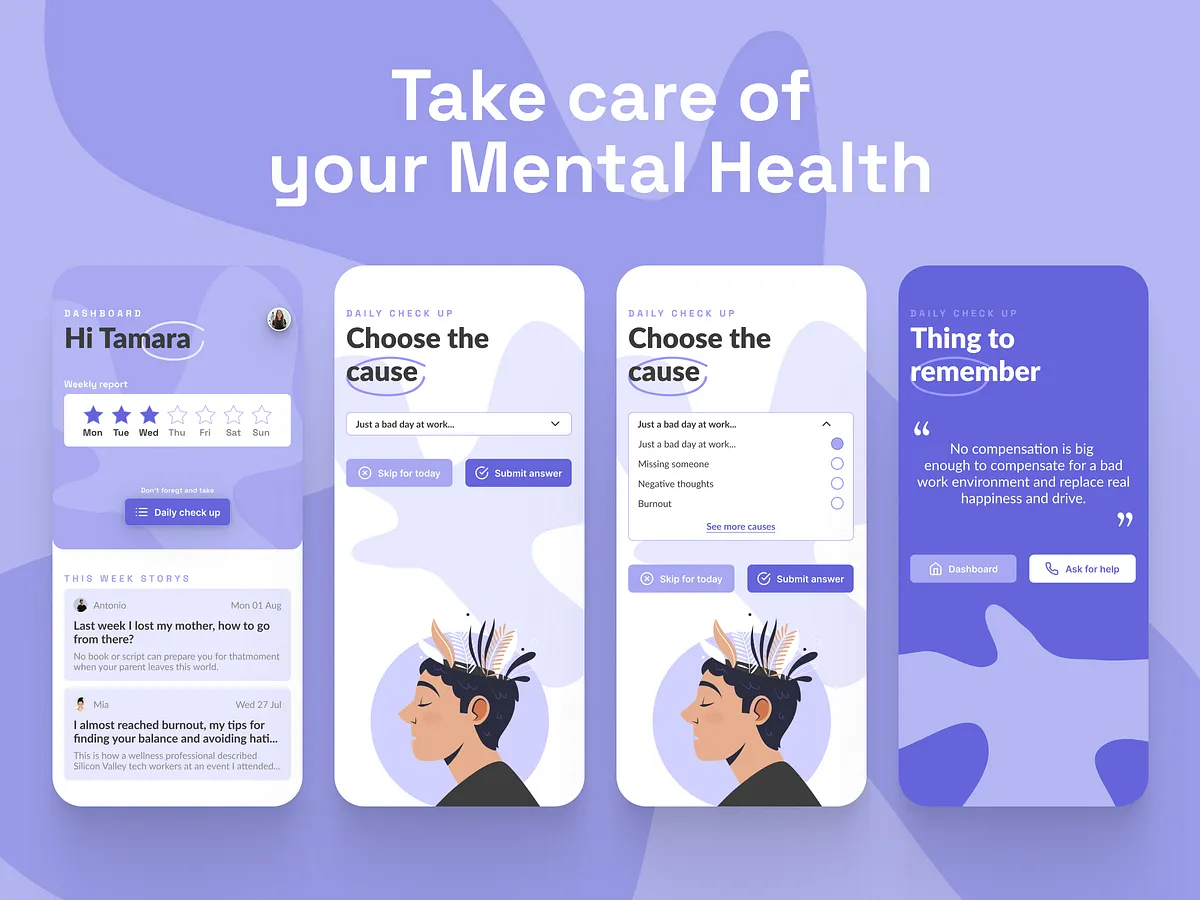 Take care of
your Mental Health
DASHBOARD
Hi Tamara
Weekly report
Mon Tue Wed Thu Fri Sat Sun
Don't foregt and take
Daily check up
THIS WEEK STORYS
Antonio Mon 01 Aug
Last week I lost my mother, how to go
from there?
No book or script can prepare you for thatmoment
when your parent leaves this world.
Mia Wed 27 Jul
I almost reached burnout, my tips for
finding your balance and avoiding hati...
This is how a wellness professional described
Silicon Valley tech workers at an event I attended...
DAILY CHECK UP
Choose the
cause
Just a bad day at work...
Skip for today Submit answer
DAILY CHECK UP
Choose the
cause
Just a bad day at work...
Just a bad day at work...
Missing someone
Negative thoughts
Burnout
See more causes
Skip for today Submit answer
DAILY CHECK UP
Thing to
remember
“
No compensation is big
enough to compensate for a bad
work environment and replace real
happiness and drive.
”
Dashboard Ask for help